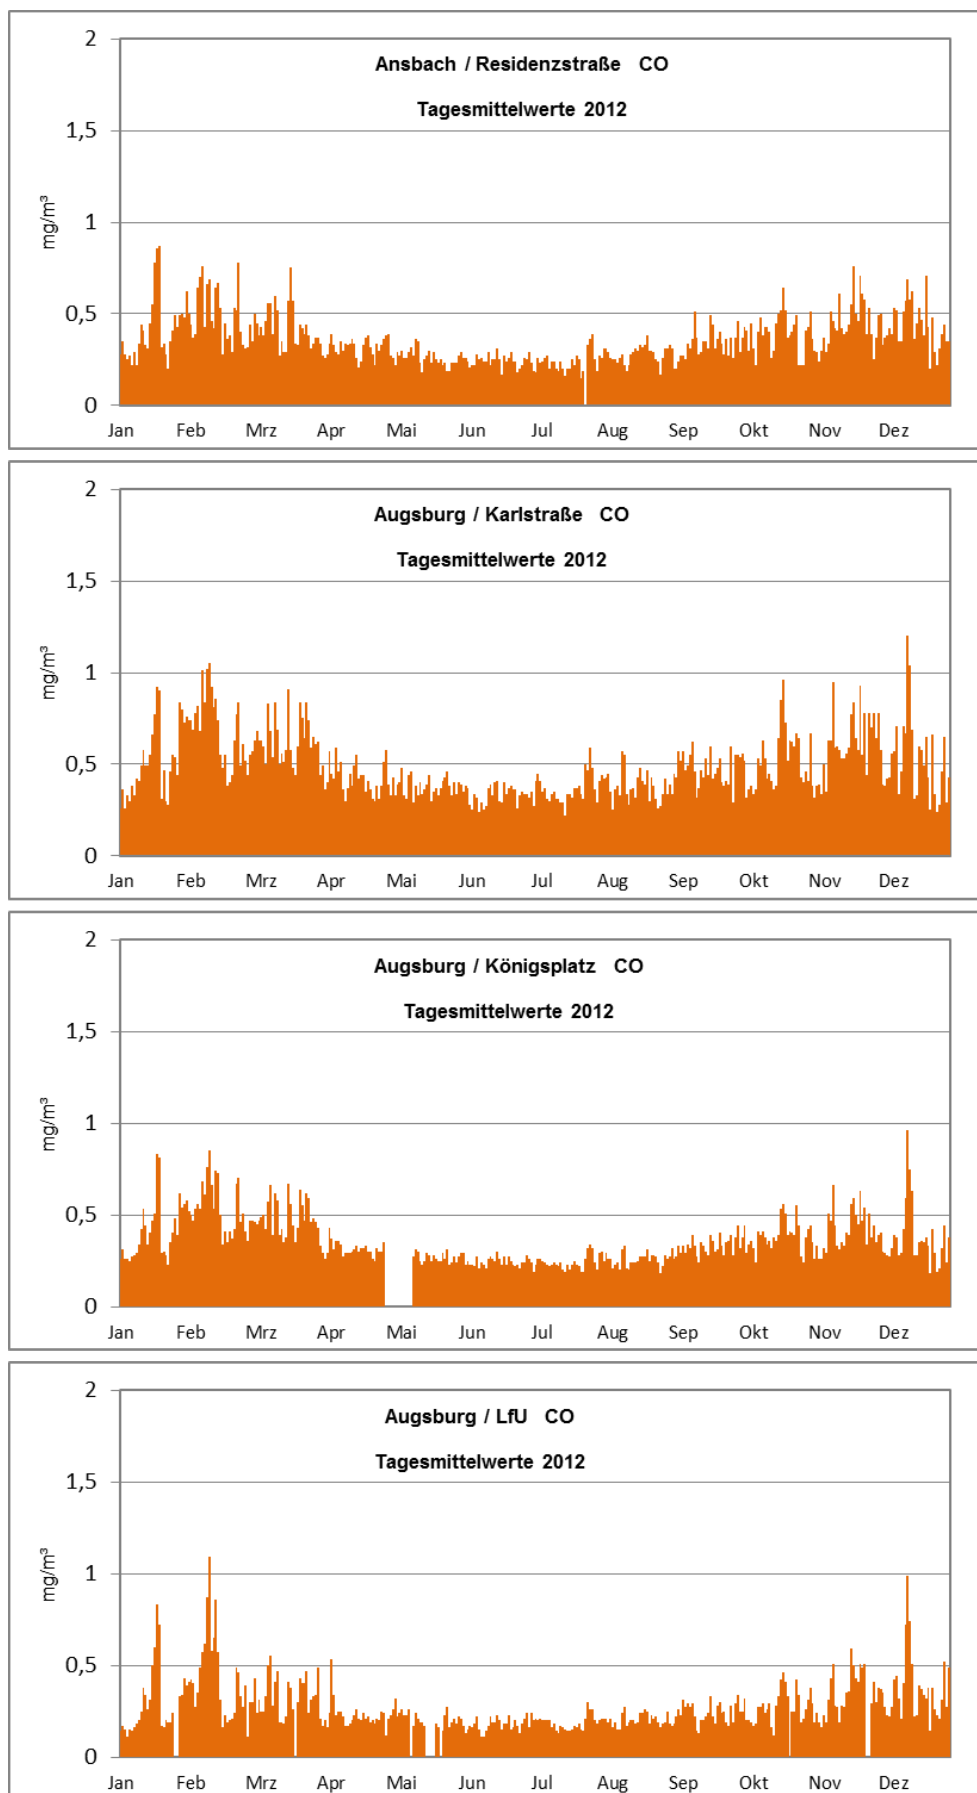 Ansbach / Residenzstraße CO
Tagesmittelwerte 2012
mg/m³
2
1,5
1
0,5
0
Jan Feb Mrz Apr Mai Jun Jul Aug Sep Okt Nov Dez
Augsburg / Karlstraße CO
Tagesmittelwerte 2012
mg/m³
2
1,5
1
0,5
0
Jan Feb Mrz Apr Mai Jun Jul Aug Sep Okt Nov Dez
Augsburg / Königsplatz CO
Tagesmittelwerte 2012
mg/m³
2
1,5
1
0,5
0
Jan Feb Mrz Apr Mai Jun Jul Aug Sep Okt Nov Dez
Augsburg / LfU CO
Tagesmittelwerte 2012
mg/m³
2
1,5
1
0,5
0
Jan Feb Mrz Apr Mai Jun Jul Aug Sep Okt Nov Dez